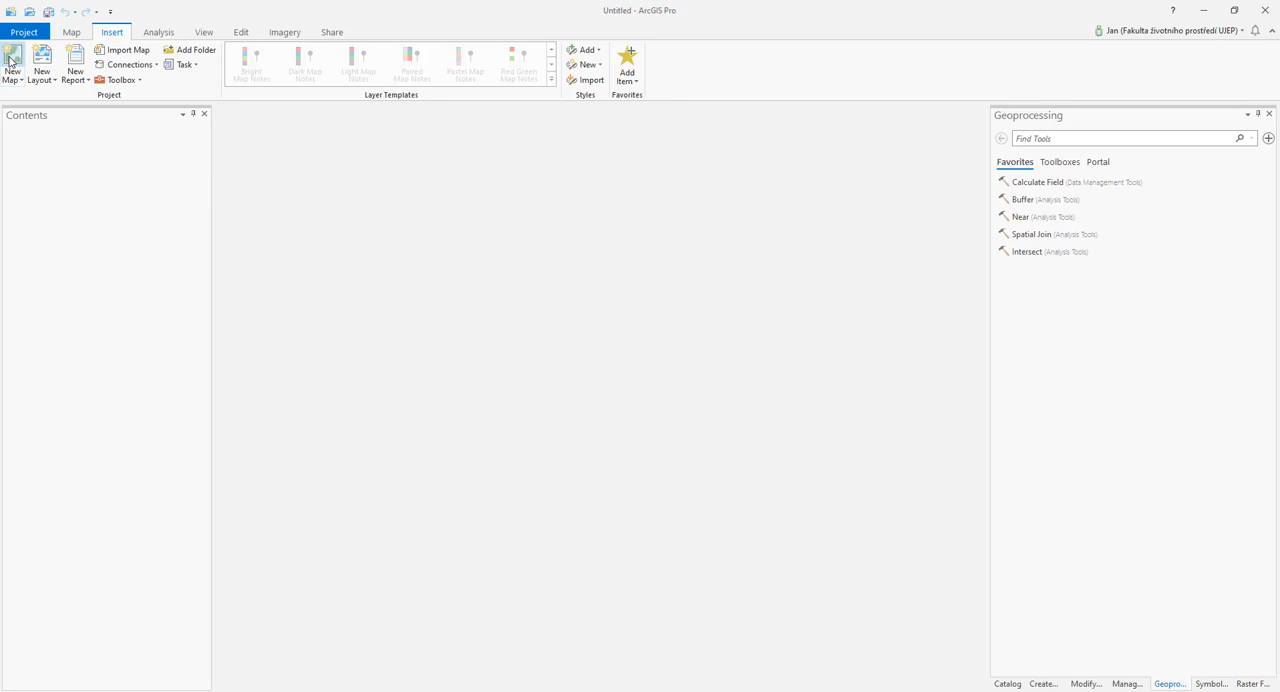 Untitled - ArcGIS Pro
?
Project Map Insert Analysis View Edit Imagery Share
Jan (Fakulta životního prostředí UJEP)
New Map
New Layout
New Report
Import Map
Connections
Toolbox
Add Folder
Task
Project
Bright Map Notes
Dark Map Notes
Light Map Notes
Paired Map Notes
Pastel Map Notes
Red Green Map Notes
Layer Templates
Add
New
Import
Styles
Add Item
Favorites
Contents
Geoprocessing
Find Tools
Favorites Toolboxes Portal
Calculate Field (Data Management Tools)
Buffer (Analysis Tools)
Near (Analysis Tools)
Spatial Join (Analysis Tools)
Intersect (Analysis Tools)
Catalog Create... Modify... Manag... Geopro... Symbol... Raster F...